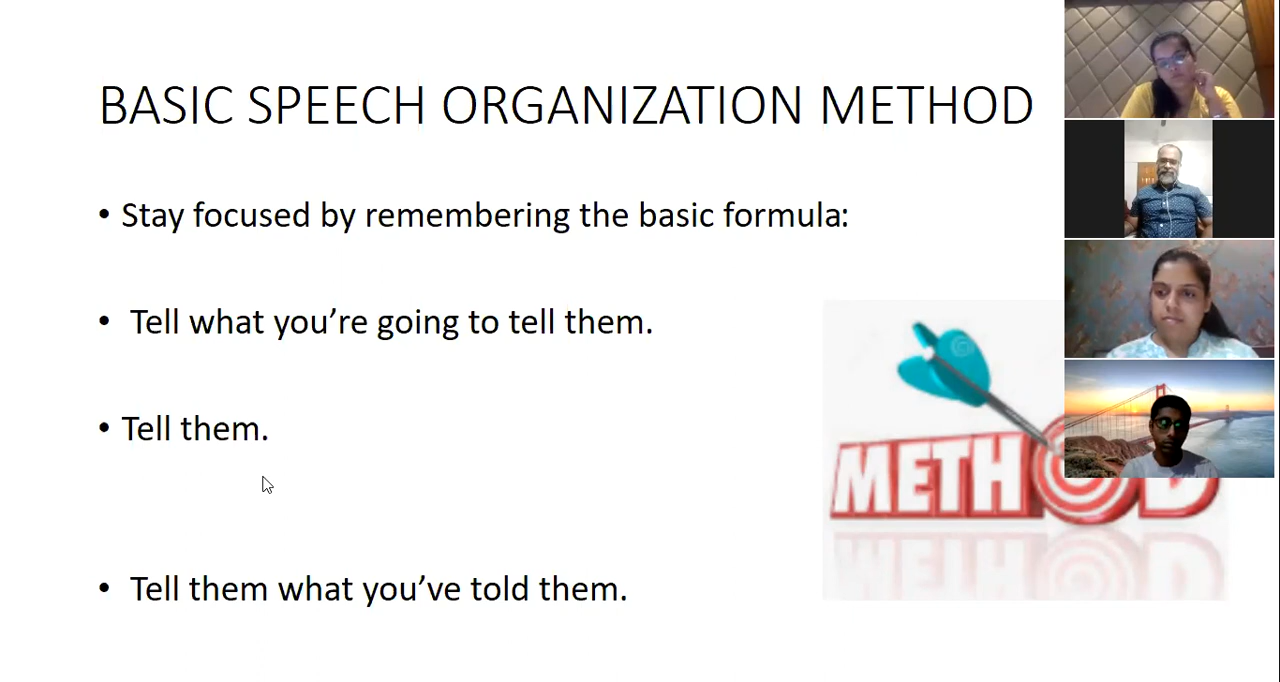 BASIC SPEECH ORGANIZATION METHOD
• Stay focused by remembering the basic formula:
• Tell what you’re going to tell them.
• Tell them.
• Tell them what you’ve told them.
METHOD